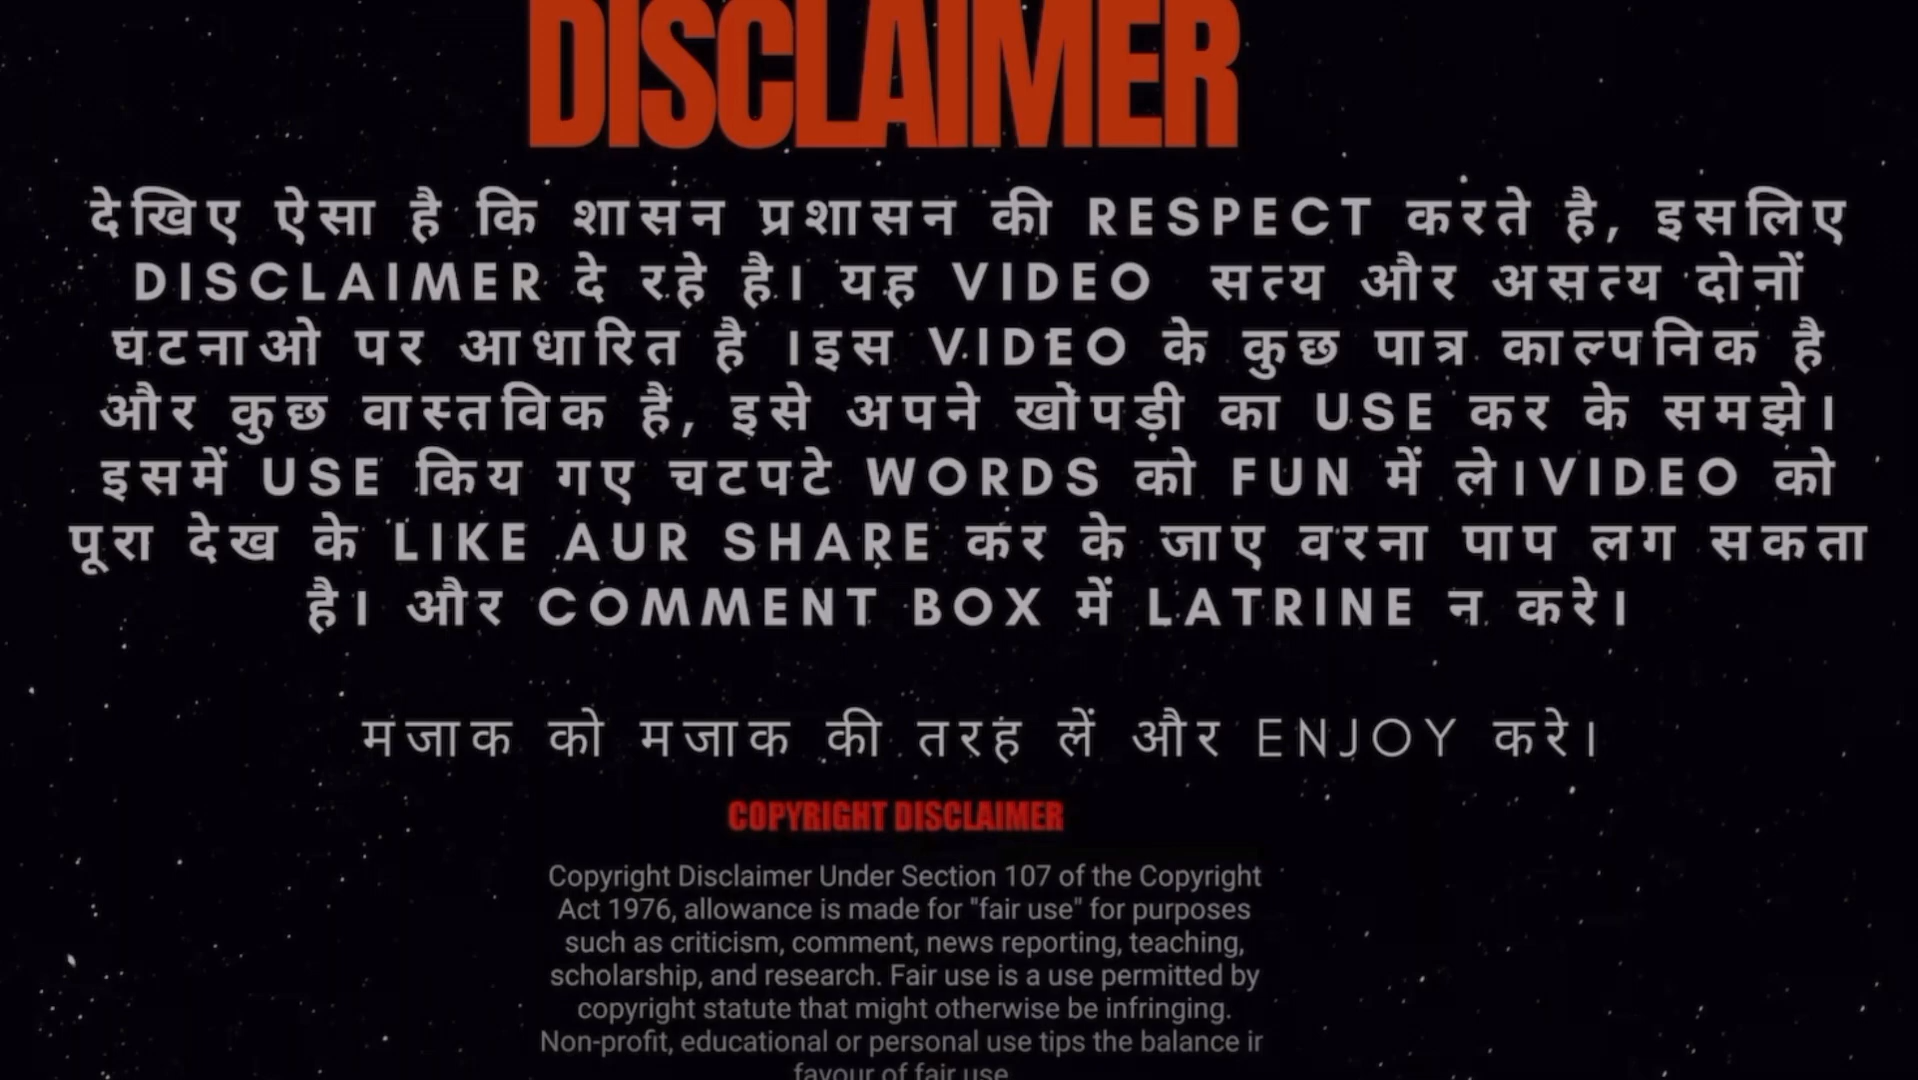 DISCLAIMER
देखिए ऐसा है कि शासन प्रशासन की RESPECT करते है, इसलिए
DISCLAIMER दे रहे है। यह VIDEO सत्य और असत्य दोनों
घटनाओ पर आधारित है ।इस VIDEO के कुछ पात्र काल्पनिक है
और कुछ वास्तविक है, इसे अपने खोंपड़ी का USE कर के समझे।
इसमें USE किय गए चटपटे WORDS को FUN में ले।VIDEO को
पूरा देख के LIKE AUR SHARE कर के जाए वरना पाप लग सकता
है। और COMMENT BOX में LATRINE न करे।
मजाक को मजाक की तरह लें और ENJOY करे।
COPYRIGHT DISCLAIMER
Copyright Disclaimer Under Section 107 of the Copyright
Act 1976, allowance is made for "fair use" for purposes
such as criticism, comment, news reporting, teaching,
scholarship, and research. Fair use is a use permitted by
copyright statute that might otherwise be infringing.
Non-profit, educational or personal use tips the balance ir
favour of fair use